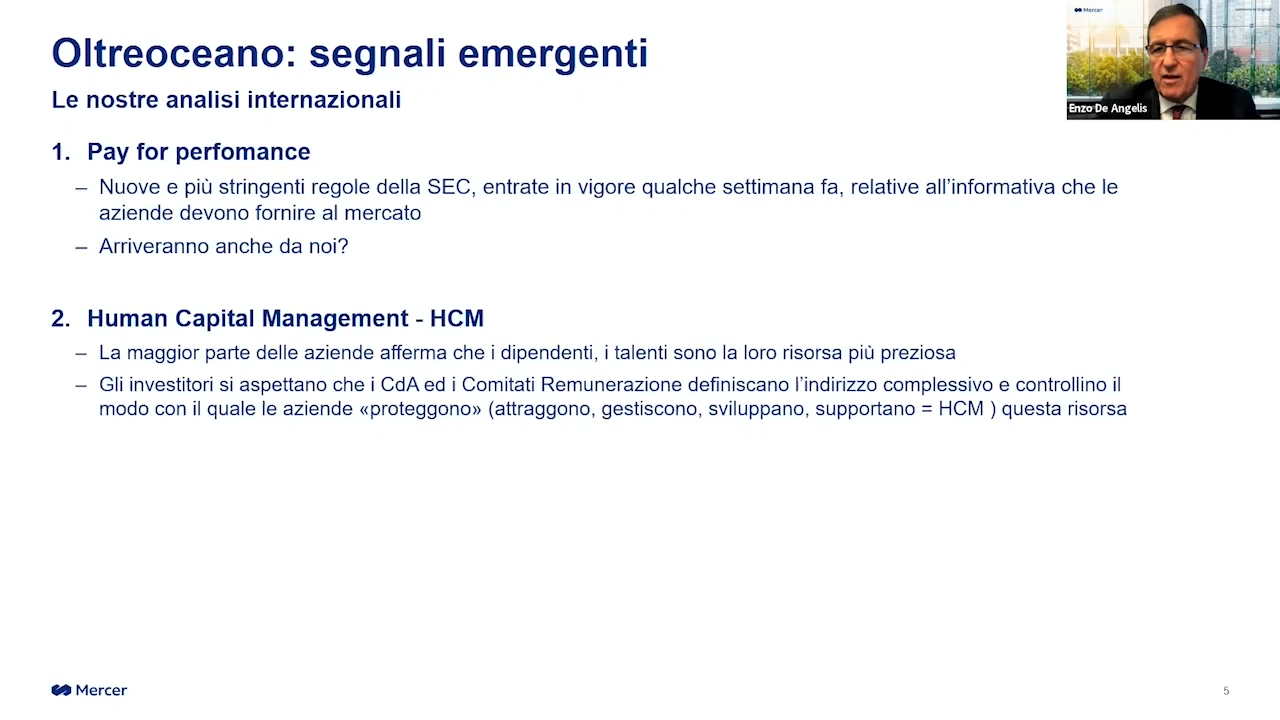 Oltreoceano: segnali emergenti
Le nostre analisi internazionali
Mercer
Enzo De Angelis
1. Pay for perfomance
– Nuove e più stringenti regole della SEC, entrate in vigore qualche settimana fa, relative all’informativa che le
aziende devono fornire al mercato
– Arriveranno anche da noi?
2. Human Capital Management - HCM
– La maggior parte delle aziende afferma che i dipendenti, i talenti sono la loro risorsa più preziosa
– Gli investitori si aspettano che i CdA ed i Comitati Remunerazione definiscano l’indirizzo complessivo e controllino il
modo con il quale le aziende «proteggono» (attraggono, gestiscono, sviluppano, supportano = HCM ) questa risorsa
Mercer
5